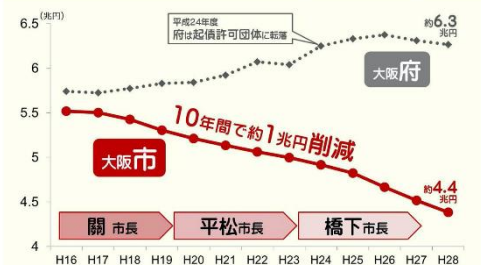 (兆円)
6.5
6
5.5
5
4.5
4
平成24年度
府は起債許可団体に転落
約6.3
兆円
大阪府
10年間で約1兆円削減
大阪市
約4.4
兆円
關 市長
平松市長
橋下市長
H16 H17 H18 H19 H20 H21 H22 H23 H24 H25 H26 H27 H28